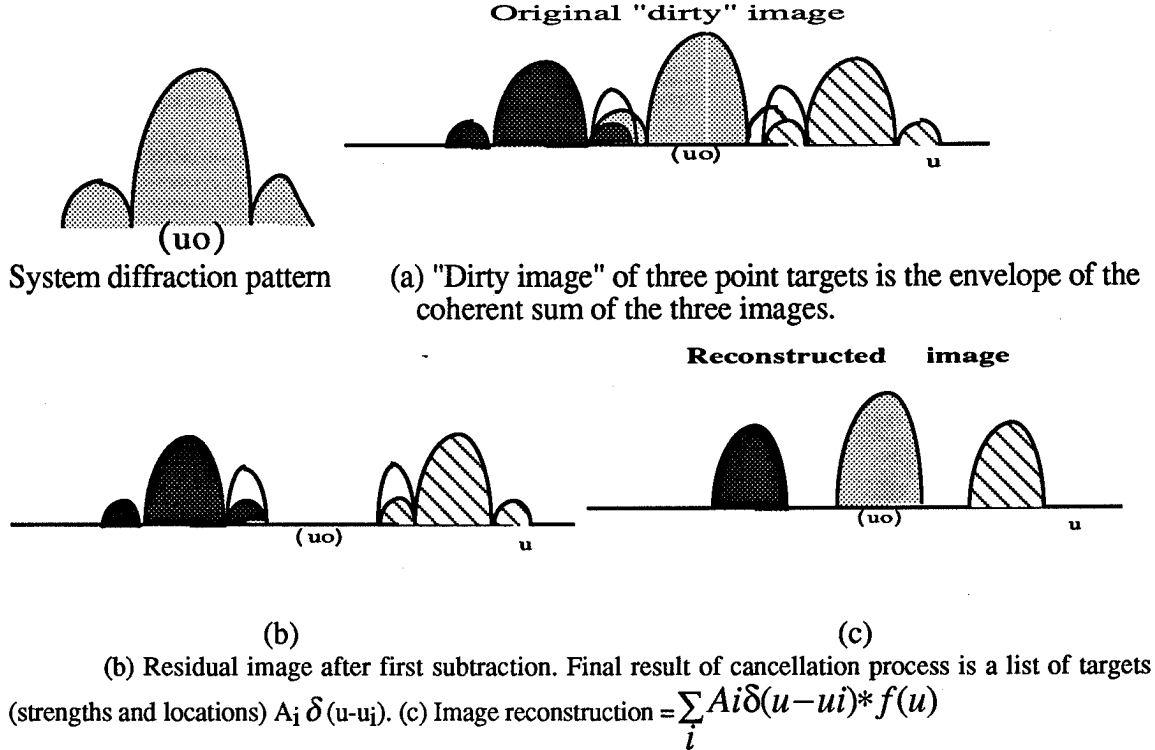 Original "dirty" image
(uo)
u
(uo)
System diffraction pattern
(a) "Dirty image" of three point targets is the envelope of the
coherent sum of the three images.
Reconstructed image
(uo)
u
(uo)
u
(b)
(c)
(b) Residual image after first subtraction. Final result of cancellation process is a list of targets
(strengths and locations) Ai δ (u-ui). (c) Image reconstruction = ∑i Aiδ(u−ui)* f(u)